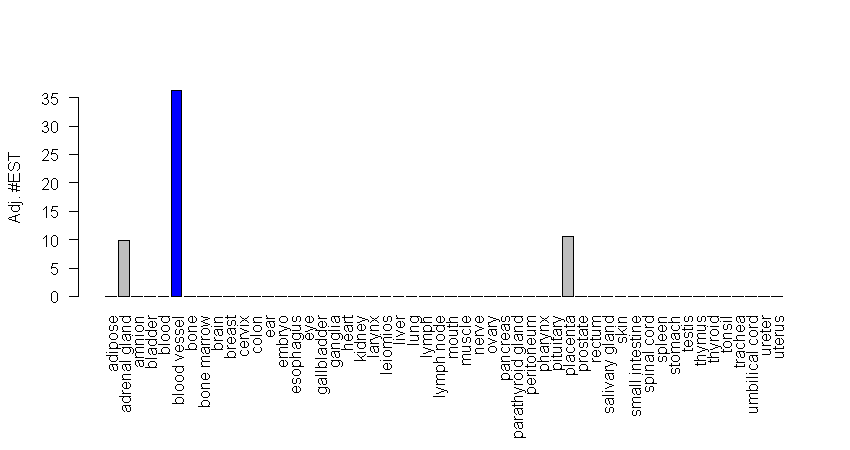 Adj. #EST
35
30
25
20
15
10
5
0
adipose
adrenal gland
amnion
bladder
blood
blood vessel
bone
bone marrow
brain
breast
cervix
colon
ear
embryo
esophagus
eye
gallbladder
ganglia
heart
kidney
larynx
leiomios
liver
lung
lymph
lymph node
mouth
muscle
nerve
ovary
pancreas
parathyroid gland
peritoneum
pharynx
pituitary
placenta
prostate
rectum
salivary gland
skin
small intestine
spinal cord
spleen
stomach
testis
thymus
thyroid
tonsil
trachea
umbilical cord
ureter
uterus